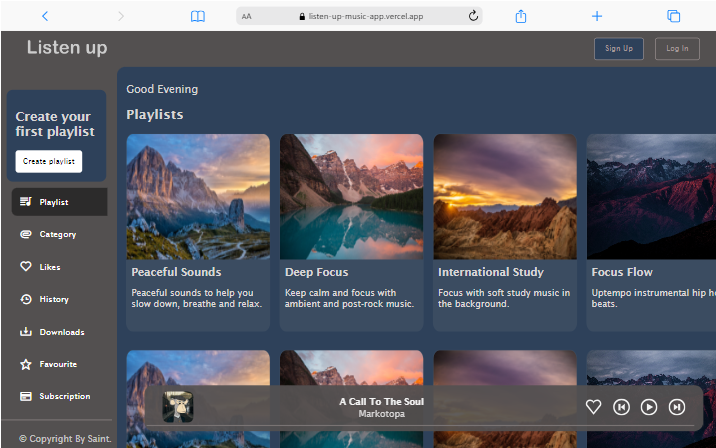 AA listen-up-music-app.vercel.app
Listen up
Sign Up
Log In
Create your
first playlist
Create playlist
Playlist
Category
Likes
History
Downloads
Favourite
Subscription
© Copyright By Saint.
Good Evening
Playlists
Peaceful Sounds
Peaceful sounds to help you
slow down, breathe and relax.
Deep Focus
Keep calm and focus with
ambient and post-rock music.
International Study
Focus with soft study music in
the background.
Focus Flow
Uptempo instrumental hip h
beats.
A Call To The Soul
Markotopa